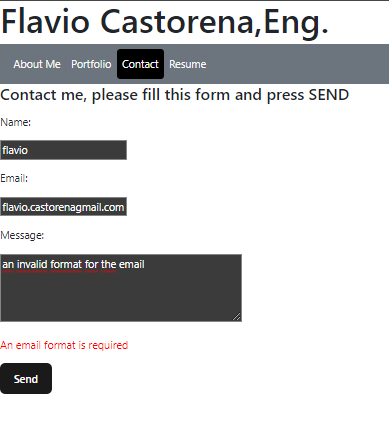 Flavio Castorena,Eng.
About Me Portfolio Contact Resume
Contact me, please fill this form and press SEND
Name:
flavio
Email:
flavio.castorenagmail.com
Message:
an invalid format for the email
An email format is required
Send